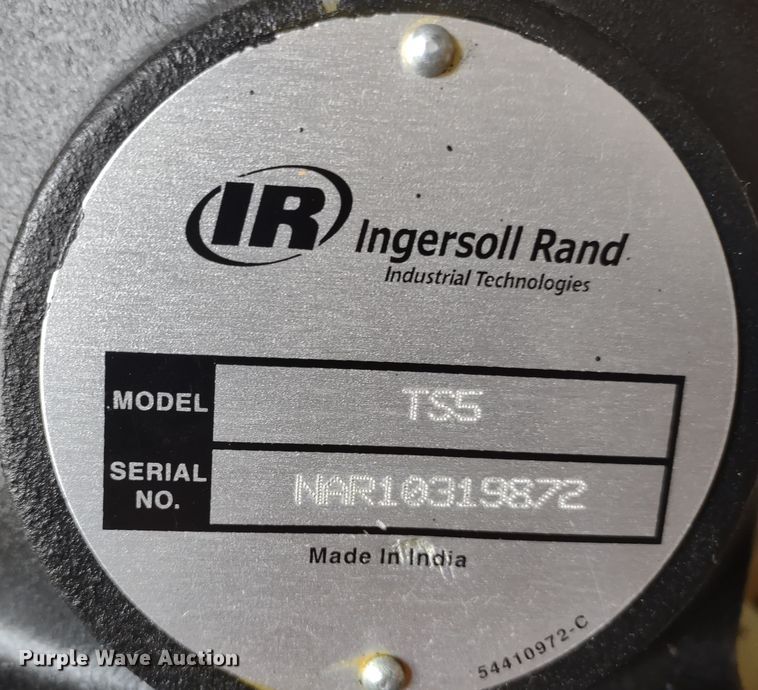 IR Ingersoll Rand
Industrial Technologies
MODEL TS5
SERIAL NO. NAR10319872
Made In India
54410972-C
Purple Wave Auction